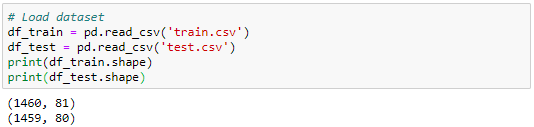 # Load dataset
df_train = pd.read_csv('train.csv')
df_test = pd.read_csv('test.csv')
print(df_train.shape)
print(df_test.shape)
(1460, 81)
(1459, 80)